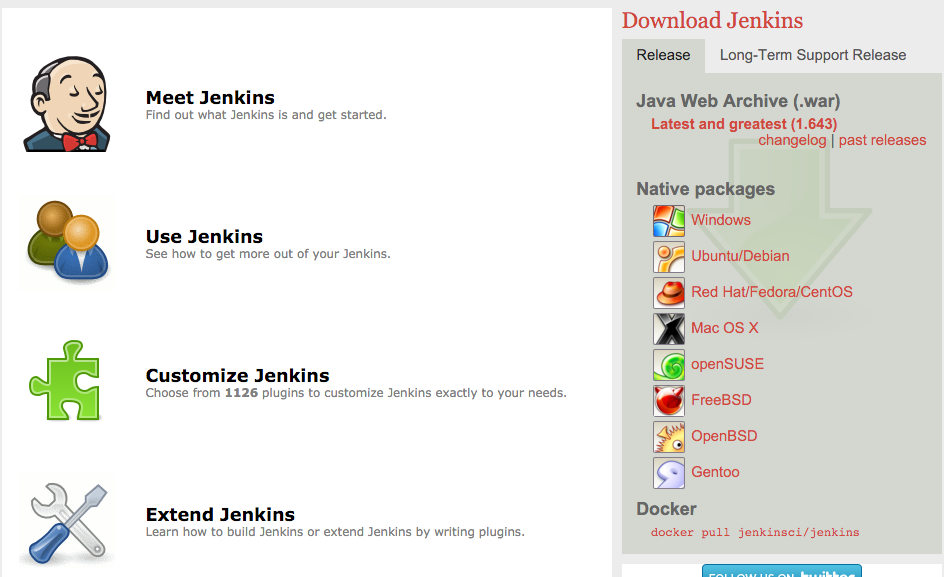 Meet Jenkins
Find out what Jenkins is and get started.
Use Jenkins
See how to get more out of your Jenkins.
Customize Jenkins
Choose from 1126 plugins to customize Jenkins exactly to your needs.
Extend Jenkins
Learn how to build Jenkins or extend Jenkins by writing plugins.
Download Jenkins
Release
Long-Term Support Release
Java Web Archive (.war)
Latest and greatest (1.643)
changelog | past releases
Native packages
Windows
Ubuntu/Debian
Red Hat/Fedora/CentOS
Mac OS X
openSUSE
FreeBSD
OpenBSD
Gentoo
Docker
docker pull jenkinsci/jenkins
FOLLOW US ON twitter